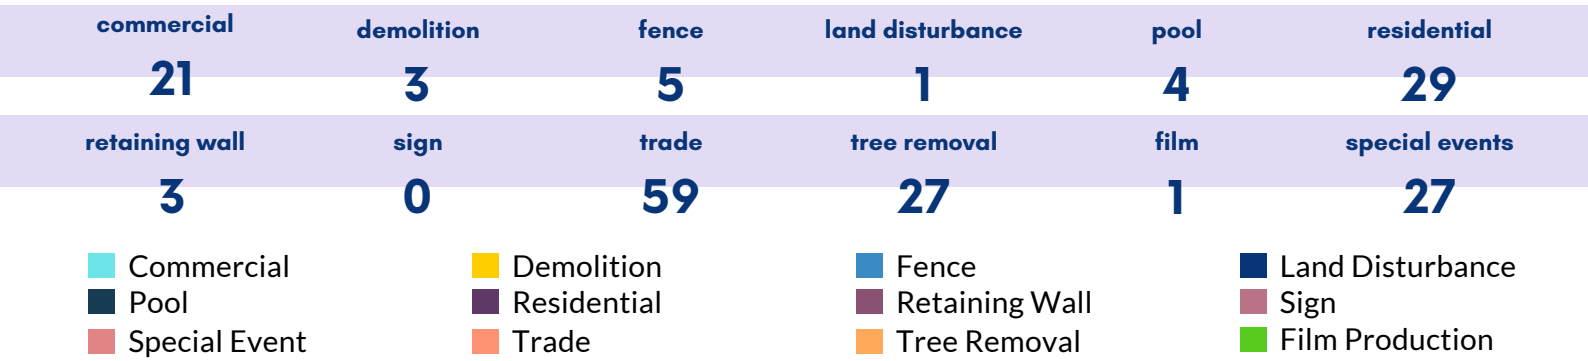 commercial demolition fence land disturbance pool residential
21 3 5 1 4 29
retaining wall sign trade tree removal film special events
3 0 59 27 1 27
Commercial Demolition Fence Land Disturbance
Pool Residential Retaining Wall Sign
Special Event Trade Tree Removal Film Production